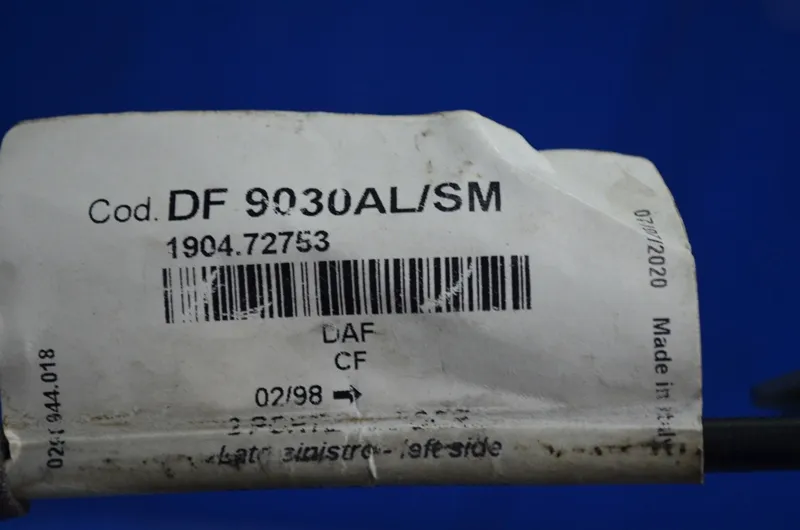 Cod. DF 9030AL/SM
1904.72753
DAF
CF
02/98 →
Lato sinistro - left side
07/07/2020 Made in Italy
944.018